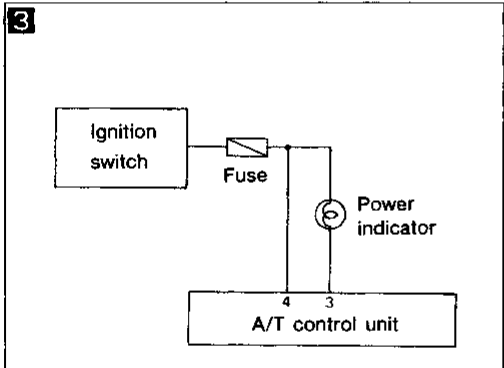 3
Ignition
switch
Fuse
Power
indicator
4 3
A/T control unit